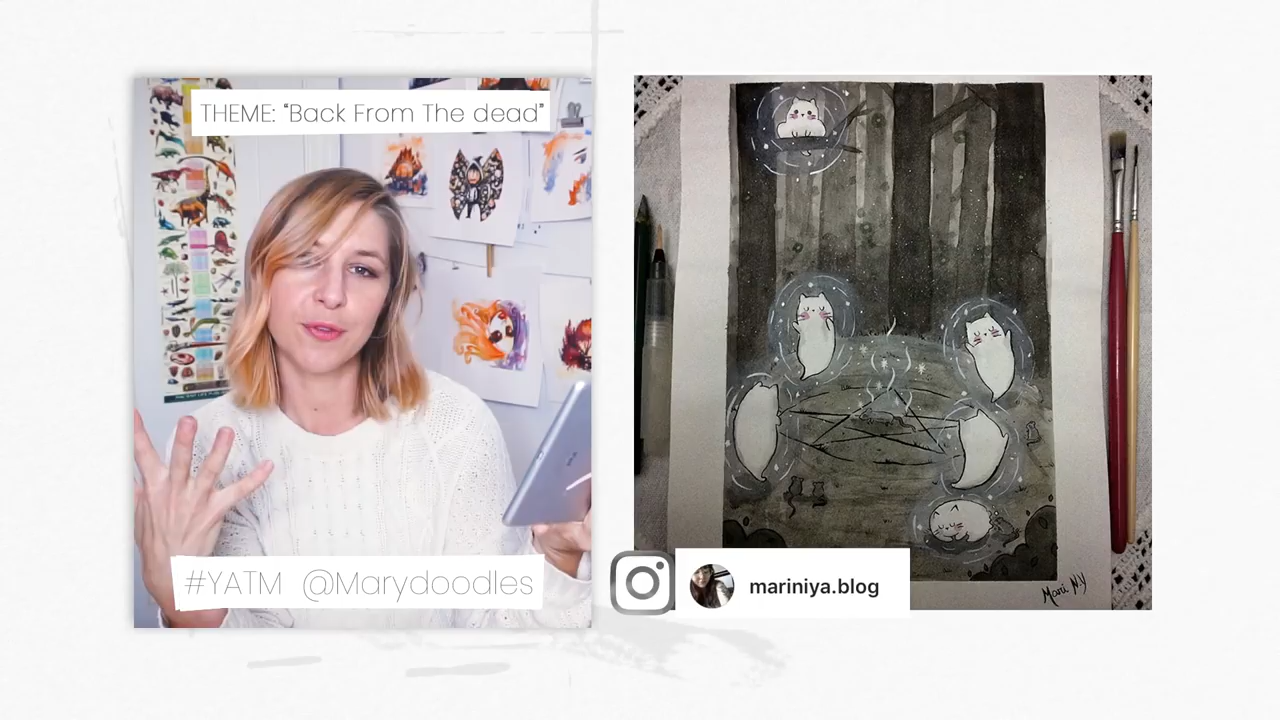 THEME: “Back From The dead”
#YATM @Marydoodles
mariniya.blog
Mari N.Y